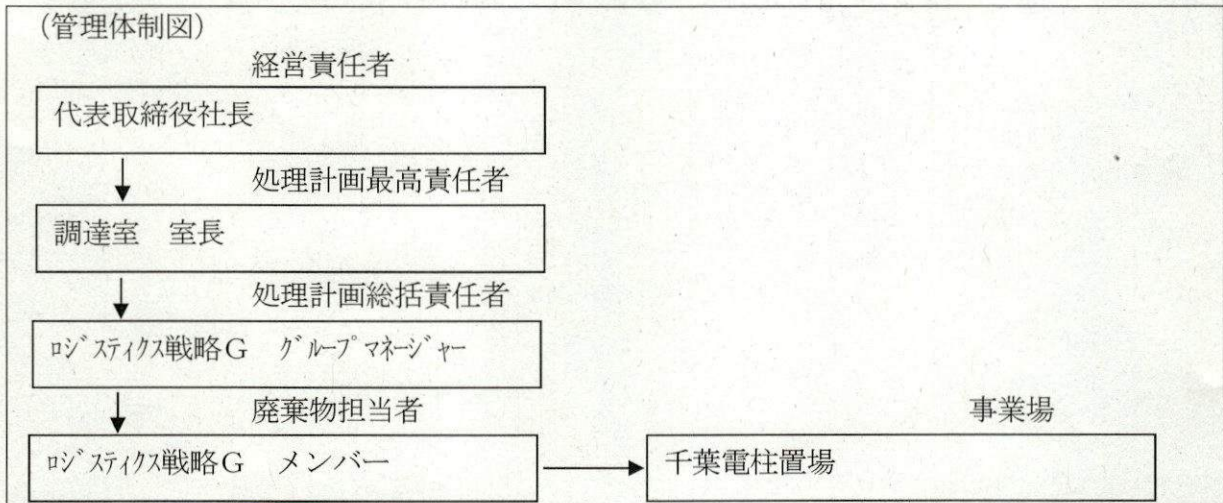 （管理体制図）
経営責任者
代表取締役社長
処理計画最高責任者
調達室　室長
処理計画総括責任者
ﾛｼﾞｽﾃｨｸｽ戦略G　ｸﾞﾙｰﾌﾟﾏﾈｰｼﾞｬｰ
廃棄物担当者　事業場
ﾛｼﾞｽﾃｨｸｽ戦略G　メンバー　千葉電柱置場